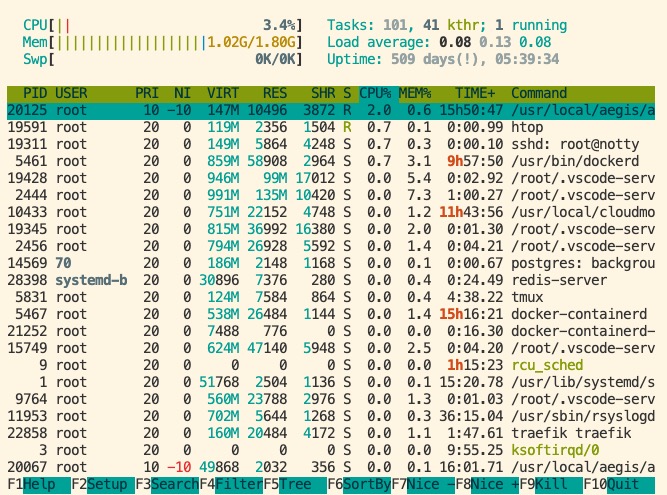 CPU[|| 3.4%] Tasks: 101, 41 kthr; 1 running
Mem[||||||||||||||||||||1.02G/1.80G] Load average: 0.08 0.13 0.08
Swp[ 0K/0K] Uptime: 509 days(!), 05:39:34
PID USER PRI NI VIRT RES SHR S CPU% MEM% TIME+ Command
20125 root 10 -10 147M 10496 3872 R 2.0 0.6 15h50:47 /usr/local/aegis/a
19591 root 20 0 119M 2356 1504 R 0.7 0.1 0:00.99 htop
19311 root 20 0 149M 5864 4248 S 0.7 0.3 0:00.10 sshd: root@notty
5461 root 20 0 859M 58908 2964 S 0.7 3.1 9h57:50 /usr/bin/dockerd
19428 root 20 0 946M 99M 17012 S 0.0 5.4 0:02.92 /root/.vscode-serv
2444 root 20 0 991M 135M 10420 S 0.0 7.3 1:00.27 /root/.vscode-serv
10433 root 20 0 751M 22152 4748 S 0.0 1.2 11h43:56 /usr/local/cloudmo
19345 root 20 0 815M 36992 16380 S 0.0 2.0 0:01.30 /root/.vscode-serv
2456 root 20 0 794M 26928 5592 S 0.0 1.4 0:04.21 /root/.vscode-serv
14569 70 20 0 186M 2148 1168 S 0.0 0.1 0:00.67 postgres: backgrou
28398 systemd-b 20 0 30896 7376 280 S 0.0 0.4 0:24.49 redis-server
5831 root 20 0 124M 7584 864 S 0.0 0.4 4:38.22 tmux
5467 root 20 0 538M 26484 1144 S 0.0 1.4 15h16:21 docker-containerd
21252 root 20 0 7488 776 0 S 0.0 0.0 0:16.30 docker-containerd-
15749 root 20 0 624M 47140 5948 S 0.0 2.5 0:04.20 /root/.vscode-serv
9 root 20 0 0 0 0 S 0.0 0.0 1h15:23 rcu_sched
1 root 20 0 51768 2504 1136 S 0.0 0.1 15:20.78 /usr/lib/systemd/s
9764 root 20 0 560M 23788 2976 S 0.0 1.3 0:01.03 /root/.vscode-serv
11953 root 20 0 702M 5644 1268 S 0.0 0.3 36:15.04 /usr/sbin/rsyslogd
22858 root 20 0 160M 20484 4172 S 0.0 1.1 1:47.61 traefik traefik
3 root 20 0 0 0 0 S 0.0 0.0 9:55.25 ksoftirqd/0
20067 root 10 -10 49868 2032 356 S 0.0 0.1 16:01.71 /usr/local/aegis/a
F1Help F2Setup F3SearchF4FilterF5Tree F6SortByF7Nice -F8Nice +F9Kill F10Quit